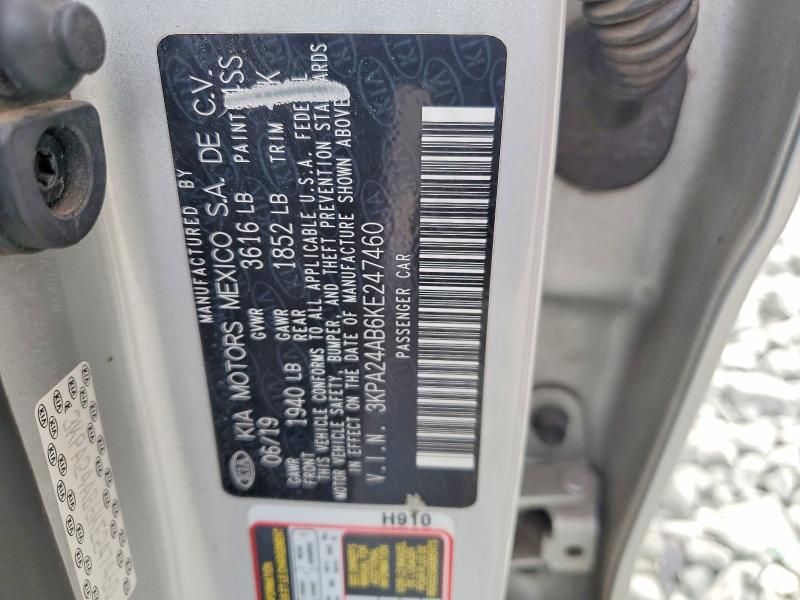 MANUFACTURED BY
KIA KIA MOTORS MEXICO S.A. DE C.V.
06/19 GVWR 3616 LB PAINT 4SS
GAWR FRONT 1940 LB GAWR REAR 1852 LB TRIM K
THIS VEHICLE CONFORMS TO ALL APPLICABLE U.S.A. FEDERAL
MOTOR VEHICLE SAFETY, BUMPER, AND THEFT PREVENTION STANDARDS
IN EFFECT ON THE DATE OF MANUFACTURE SHOWN ABOVE
V.I.N. 3KPA24AB6KE247460
PASSENGER CAR
H910